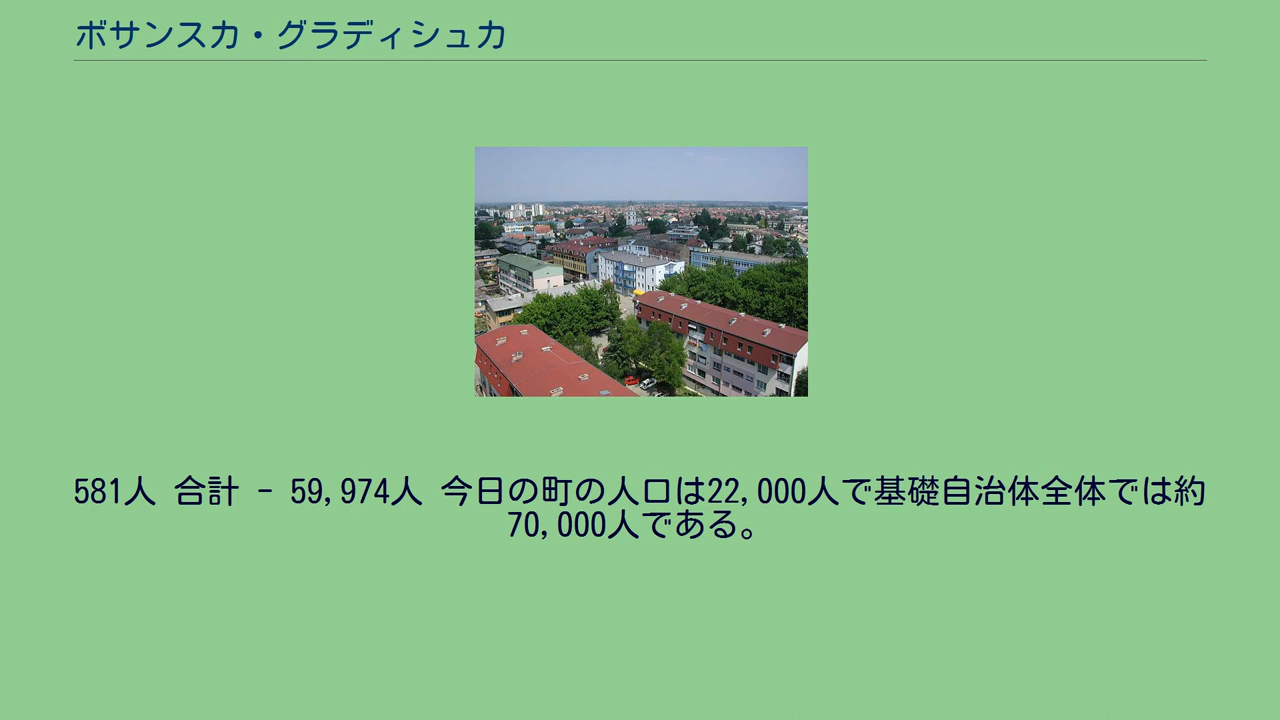 ボサンスカ・グラディシュカ
581人 合計 - 59,974人 今日の町の人口は22,000人で基礎自治体全体では約
70,000人である。